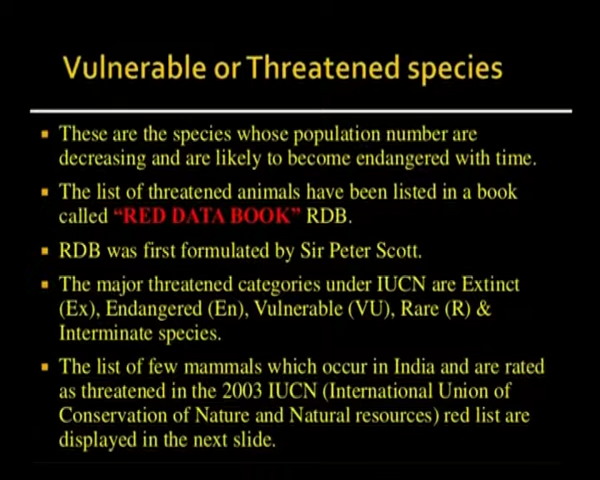 Vulnerable or Threatened species
These are the species whose population number are
decreasing and are likely to become endangered with time.
The list of threatened animals have been listed in a book
called “RED DATA BOOK” RDB.
RDB was first formulated by Sir Peter Scott.
The major threatened categories under IUCN are Extinct
(Ex), Endangered (En), Vulnerable (VU), Rare (R) &
Interminate species.
The list of few mammals which occur in India and are rated
as threatened in the 2003 IUCN (International Union of
Conservation of Nature and Natural resources) red list are
displayed in the next slide.